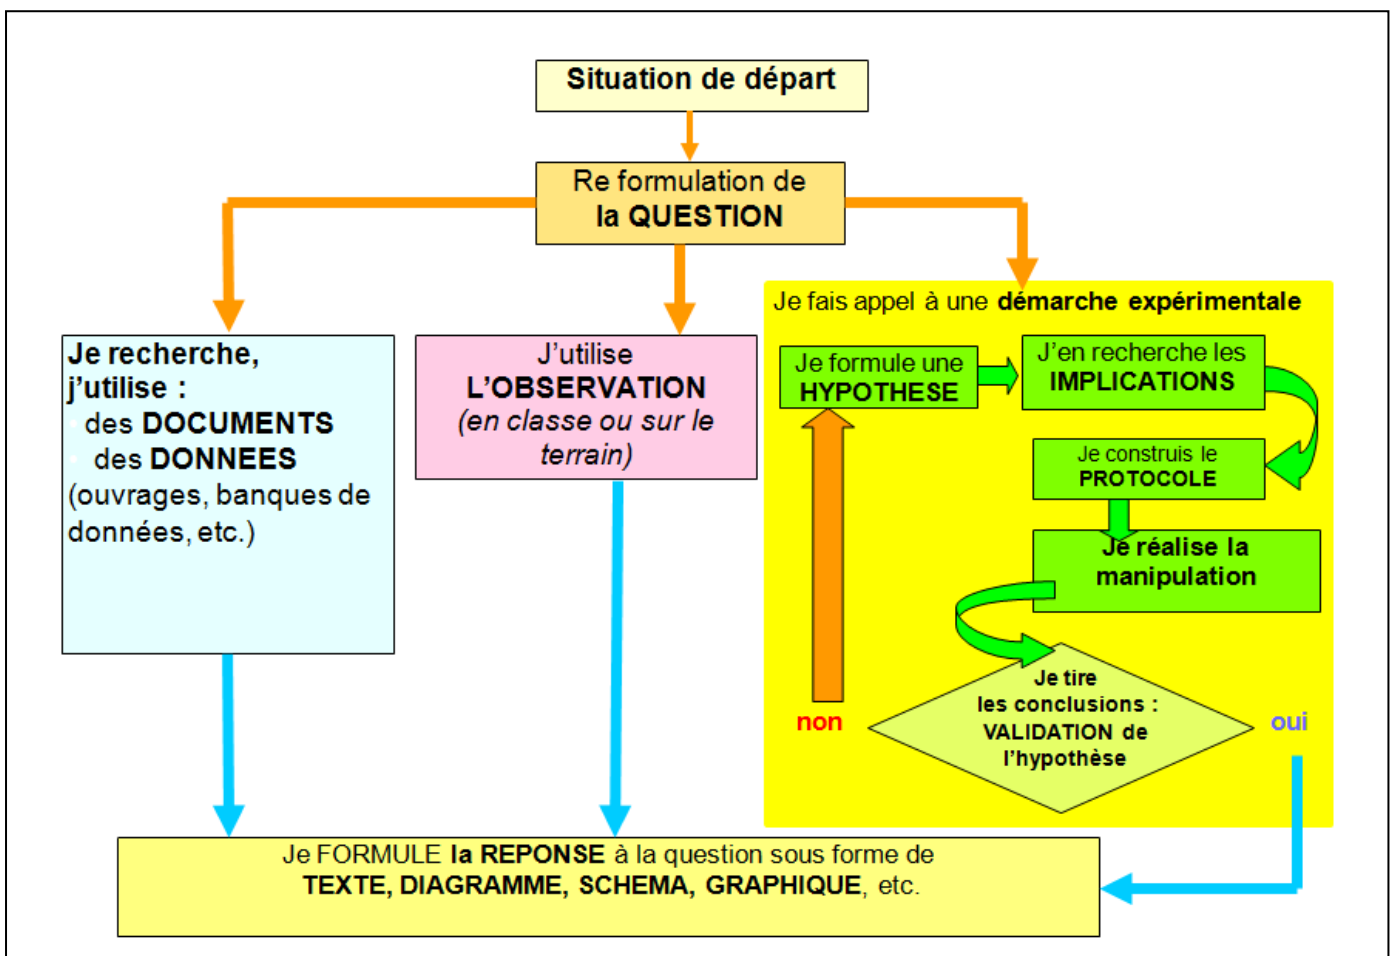 Situation de départ
Re formulation de
la QUESTION
Je recherche,
j'utilise :
des DOCUMENTS
des DONNEES
(ouvrages, banques de
données, etc.)
J'utilise
L'OBSERVATION
(en classe ou sur le
terrain)
Je fais appel à une démarche expérimentale
Je formule une
HYPOTHESE
J'en recherche les
IMPLICATIONS
Je construis le
PROTOCOLE
Je réalise la
manipulation
Je tire
les conclusions :
VALIDATION de
l'hypothèse
non
oui
Je FORMULE la REPONSE à la question sous forme de
TEXTE, DIAGRAMME, SCHEMA, GRAPHIQUE, etc.